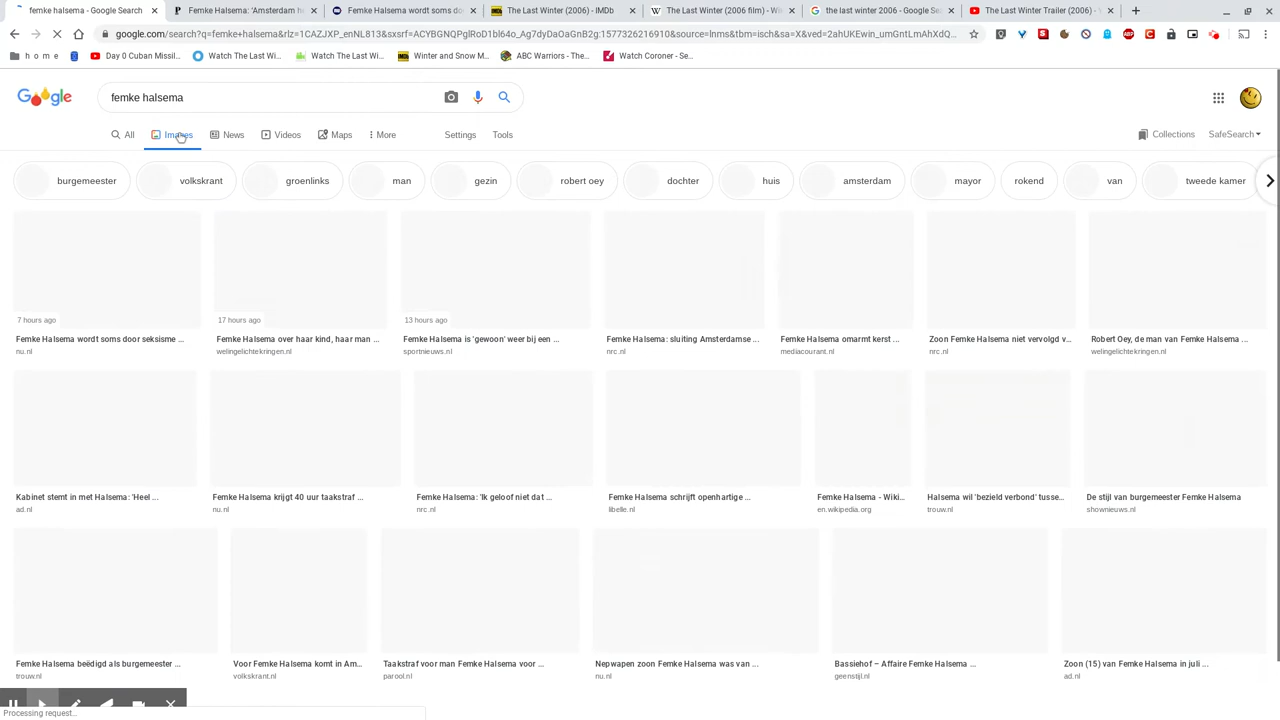 femke halsema - Google Search
Femke Halsema: 'Amsterdam he
Femke Halsema wordt soms do
The Last Winter (2006) - IMDb
The Last Winter (2006 film) - Wi
the last winter 2006 - Google Se
The Last Winter Trailer (2006) -
google.com/search?q=femke+halsema&rlz=1CAZJXP_enNL813&sxsrf=ACYBGNQPglRoD1bl64o_Ag7dyDaOaGnB2g:1577326216910&source=lnms&tbm=isch&sa=X&ved=2ahUKEwin_umGntLmAhXdQ...
h o m e
Day 0 Cuban Missil...
Watch The Last Wi...
Watch The Last Wi...
Winter and Snow M...
ABC Warriors - The...
Watch Coroner - Se...
Google
femke halsema
All
Images
News
Videos
Maps
More
Settings
Tools
Collections
SafeSearch
burgemeester
volkskrant
groenlinks
man
gezin
robert oey
dochter
huis
amsterdam
mayor
rokend
van
tweede kamer
7 hours ago
17 hours ago
13 hours ago
Femke Halsema wordt soms door seksisme ...
nu.nl
Femke Halsema over haar kind, haar man ...
welingelichtekringen.nl
Femke Halsema is 'gewoon' weer bij een ...
sportnieuws.nl
Femke Halsema: sluiting Amsterdamse ...
nrc.nl
Femke Halsema omarmt kerst ...
mediacourant.nl
Zoon Femke Halsema niet vervolgd v...
nrc.nl
Robert Oey, de man van Femke Halsema ...
welingelichtekringen.nl
Kabinet stemt in met Halsema: 'Heel ...
ad.nl
Femke Halsema krijgt 40 uur taakstraf ...
nu.nl
Femke Halsema: 'Ik geloof niet dat ...
nrc.nl
Femke Halsema schrijft openhartige ...
libelle.nl
Femke Halsema - Wiki...
en.wikipedia.org
Halsema wil 'bezield verbond' tusse...
trouw.nl
De stijl van burgemeester Femke Halsema
shownieuws.nl
Femke Halsema beëdigd als burgemeester ...
trouw.nl
Voor Femke Halsema komt in Am...
volkskrant.nl
Taakstraf voor man Femke Halsema voor ...
parool.nl
Nepwapen zoon Femke Halsema was van ...
nu.nl
Bassiehof – Affaire Femke Halsema ...
geenstijl.nl
Zoon (15) van Femke Halsema in juli ...
ad.nl
Processing request...